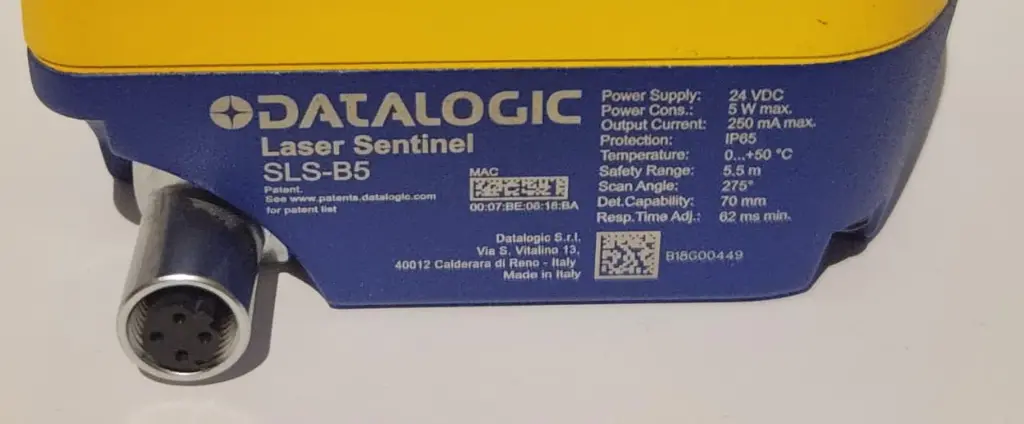 DATALOGIC
Laser Sentinel
SLS-B5
Patent.
See www.patents.datalogic.com
for patent list
MAC
00:07:BE:08:18:BA
Datalogic S.r.l.
Via S. Vitalino 13,
40012 Calderara di Reno - Italy
Made in Italy
Power Supply: 24 VDC
Power Cons.: 5 W max.
Output Current: 250 mA max.
Protection: IP65
Temperature: 0...+50 °C
Safety Range: 5,5 m
Scan Angle: 275°
Det.Capability: 70 mm
Resp.Time Adj.: 62 ms min.
B18G00449